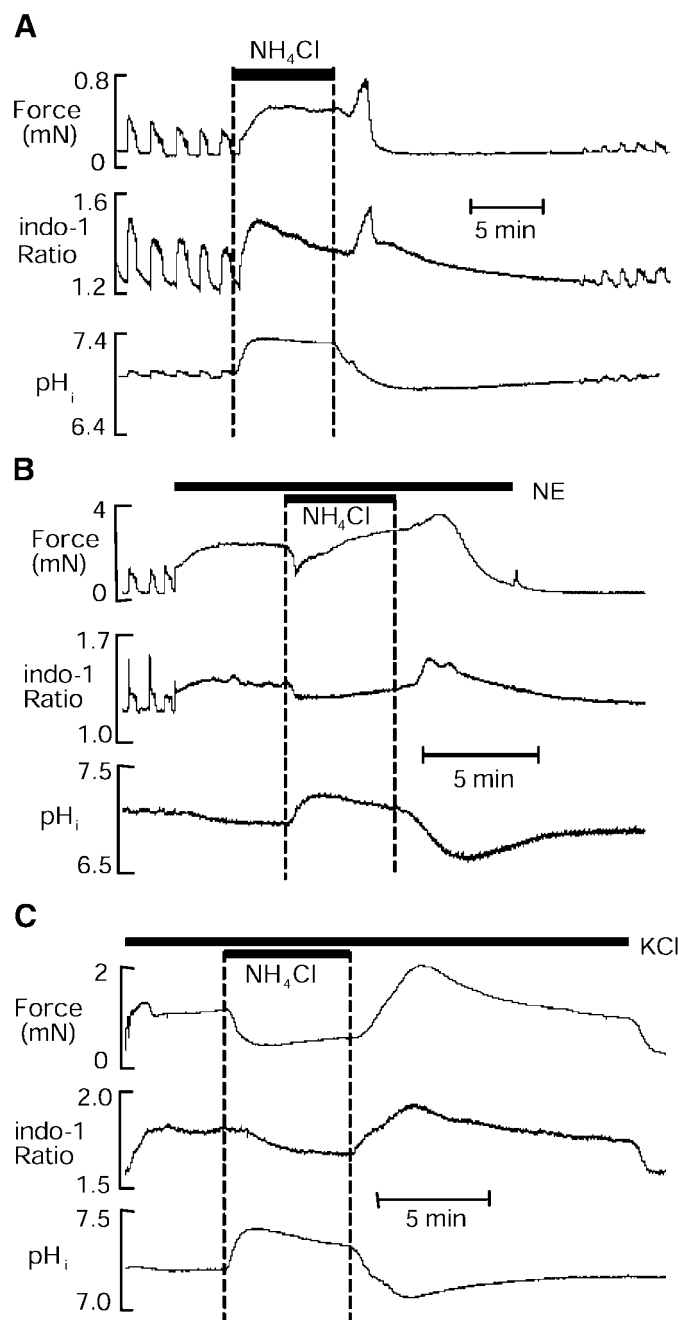 A
NH₄Cl
0.8
Force
(mN)
0
1.6
indo-1
Ratio
1.2
5 min
7.4
pHᵢ
6.4
B
NE
NH₄Cl
4
Force
(mN)
0
1.7
indo-1
Ratio
1.0
5 min
7.5
pHᵢ
6.5
C
KCl
NH₄Cl
2
Force
(mN)
0
2.0
indo-1
Ratio
1.5
5 min
7.5
pHᵢ
7.0